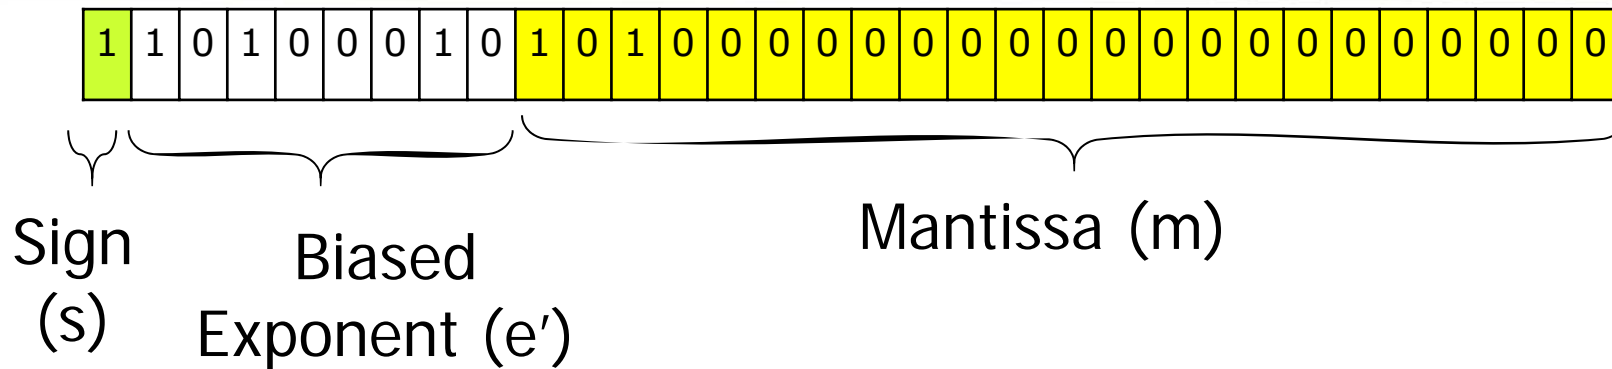 1 1 0 1 0 0 0 1 0 1 0 1 0 0 0 0 0 0 0 0 0 0 0 0 0 0 0 0 0 0 0 0
Sign
(s)
Biased
Exponent (e′)
Mantissa (m)